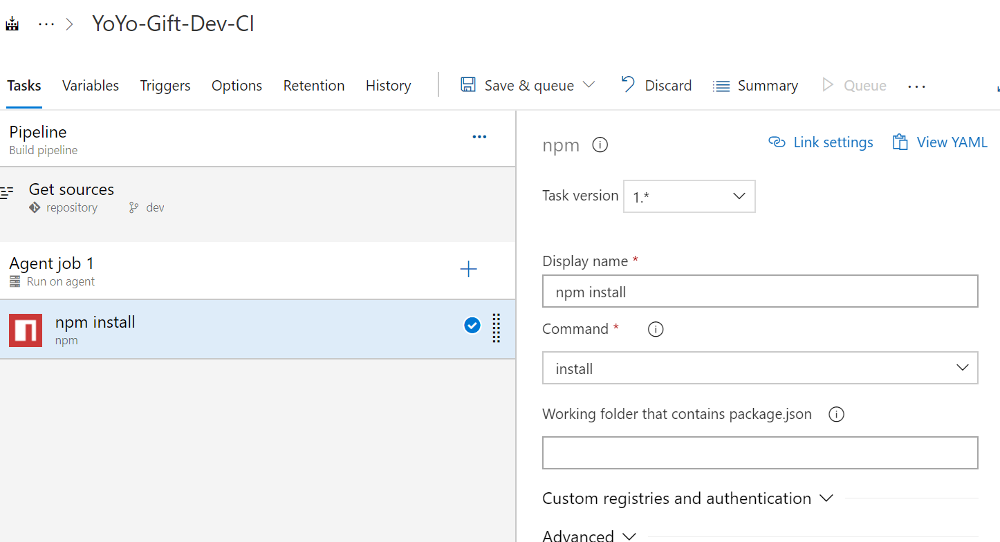 ··· > YoYo-Gift-Dev-CI
Tasks Variables Triggers Options Retention History Save & queue Discard Summary Queue ···
Pipeline
Build pipeline
Get sources
repository dev
Agent job 1
Run on agent
npm install
npm
npm Link settings View YAML
Task version 1.*
Display name *
npm install
Command *
install
Working folder that contains package.json
Custom registries and authentication
Advanced